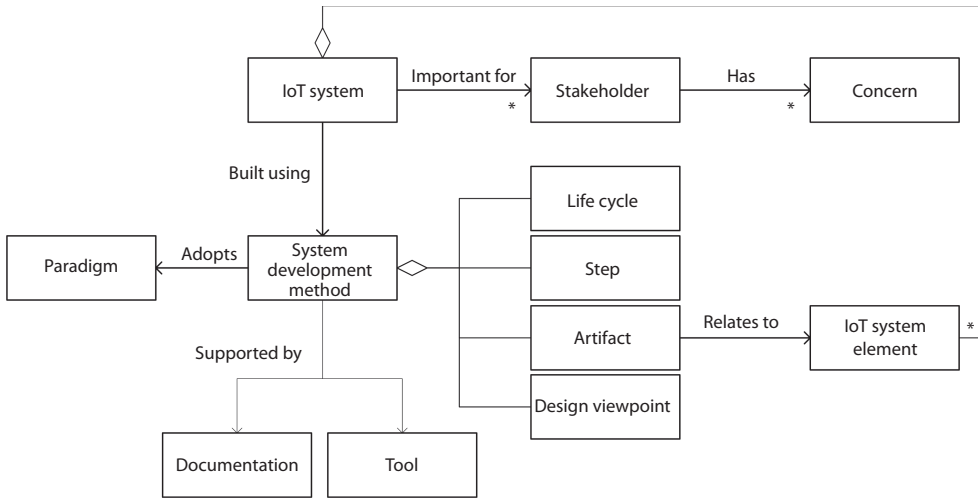 IoT system
Important for
*
Stakeholder
Has
*
Concern
Built using
Life cycle
Paradigm
Adopts
System
development
method
Step
Supported by
Artifact
Relates to
IoT system
element
*
Design viewpoint
Documentation
Tool